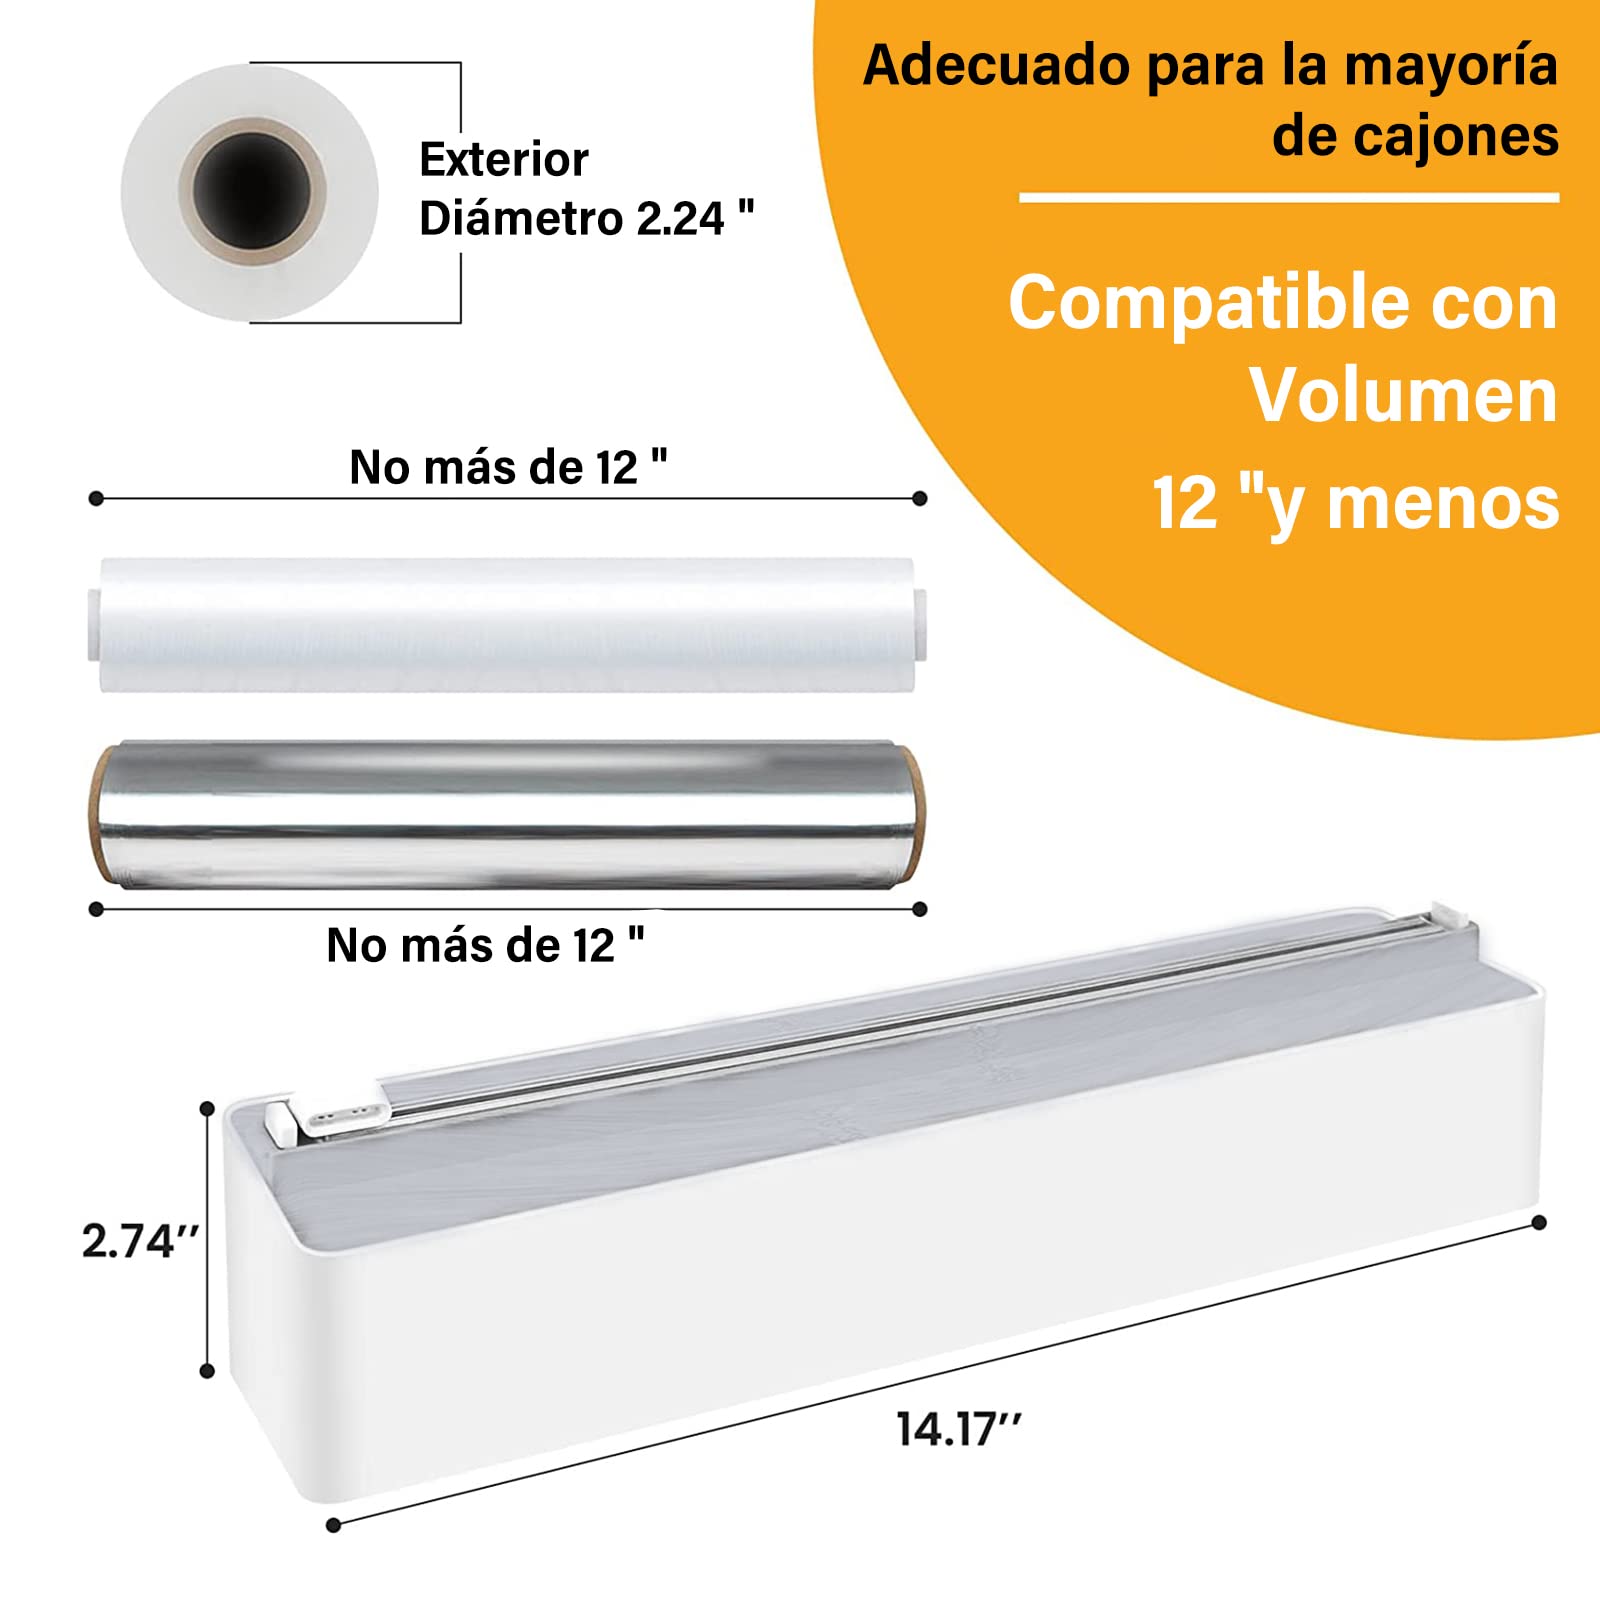 Adecuado para la mayoría
de cajones
Compatible con
Volumen
12 "y menos
Exterior
Diámetro 2.24 "
No más de 12 "
No más de 12 "
2.74’’
14.17’’